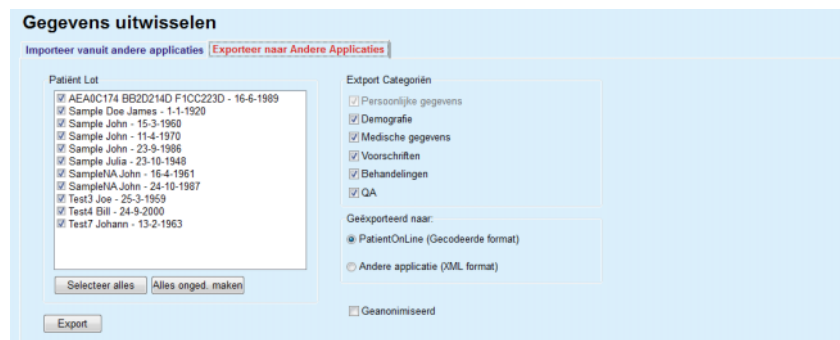 Gegevens uitwisselen
Importeer vanuit andere applicaties Exporteer naar Andere Applicaties
Patiënt Lot
AEA0C174 BB2D214D F1CC223D - 16-6-1989
Sample Doe James - 1-1-1920
Sample John - 15-3-1960
Sample John - 11-4-1970
Sample John - 23-9-1986
Sample Julia - 23-10-1948
SampleNA John - 16-4-1961
SampleNA John - 24-10-1987
Test3 Joe - 25-3-1959
Test4 Bill - 24-9-2000
Test7 Johann - 13-2-1963
Selecteer alles Alles onged. maken
Export
Extport Categoriën
Persoonlijke gegevens
Demografie
Medische gegevens
Voorschriften
Behandelingen
QA
Geëxporteerd naar:
PatientOnLine (Gecodeerde format)
Andere applicatie (XML format)
Geanonimiseerd